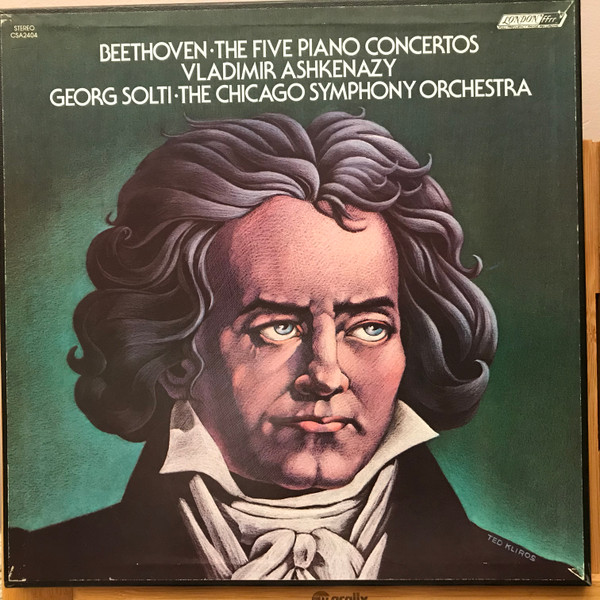 STEREO
CSA2404
LONDON ffrr
BEETHOVEN·THE FIVE PIANO CONCERTOS
VLADIMIR ASHKENAZY
GEORG SOLTI·THE CHICAGO SYMPHONY ORCHESTRA
TED KLIROS